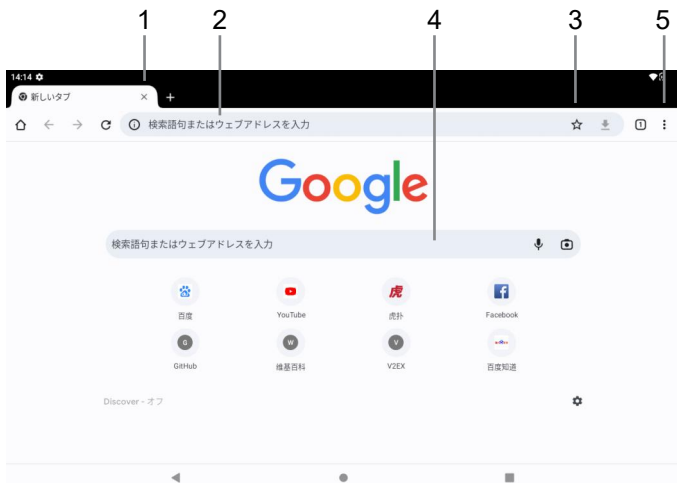 1 2 4 3 5
14:14
新しいタブ
検索語句またはウェブアドレスを入力
1
Google
検索語句またはウェブアドレスを入力
百度 YouTube 虎扑 Facebook
G W V
GitHub 维基百科 V2EX 百度知道
Discover - オフ